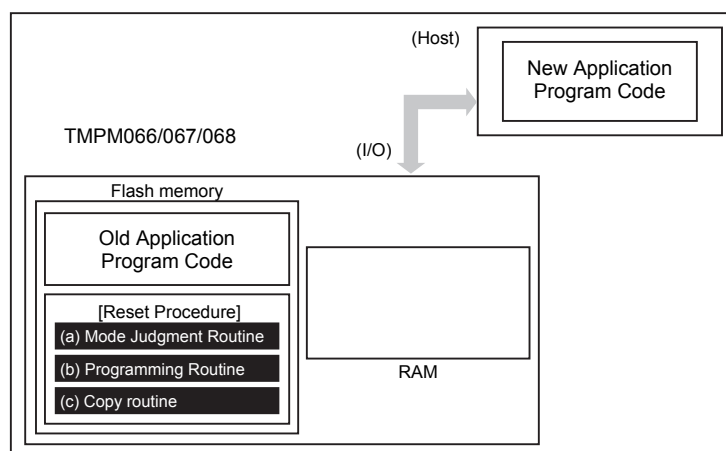 (Host)
New Application
Program Code
TMPM066/067/068
(I/O)
Flash memory
Old Application
Program Code
[Reset Procedure]
(a) Mode Judgment Routine
(b) Programming Routine
(c) Copy routine
RAM